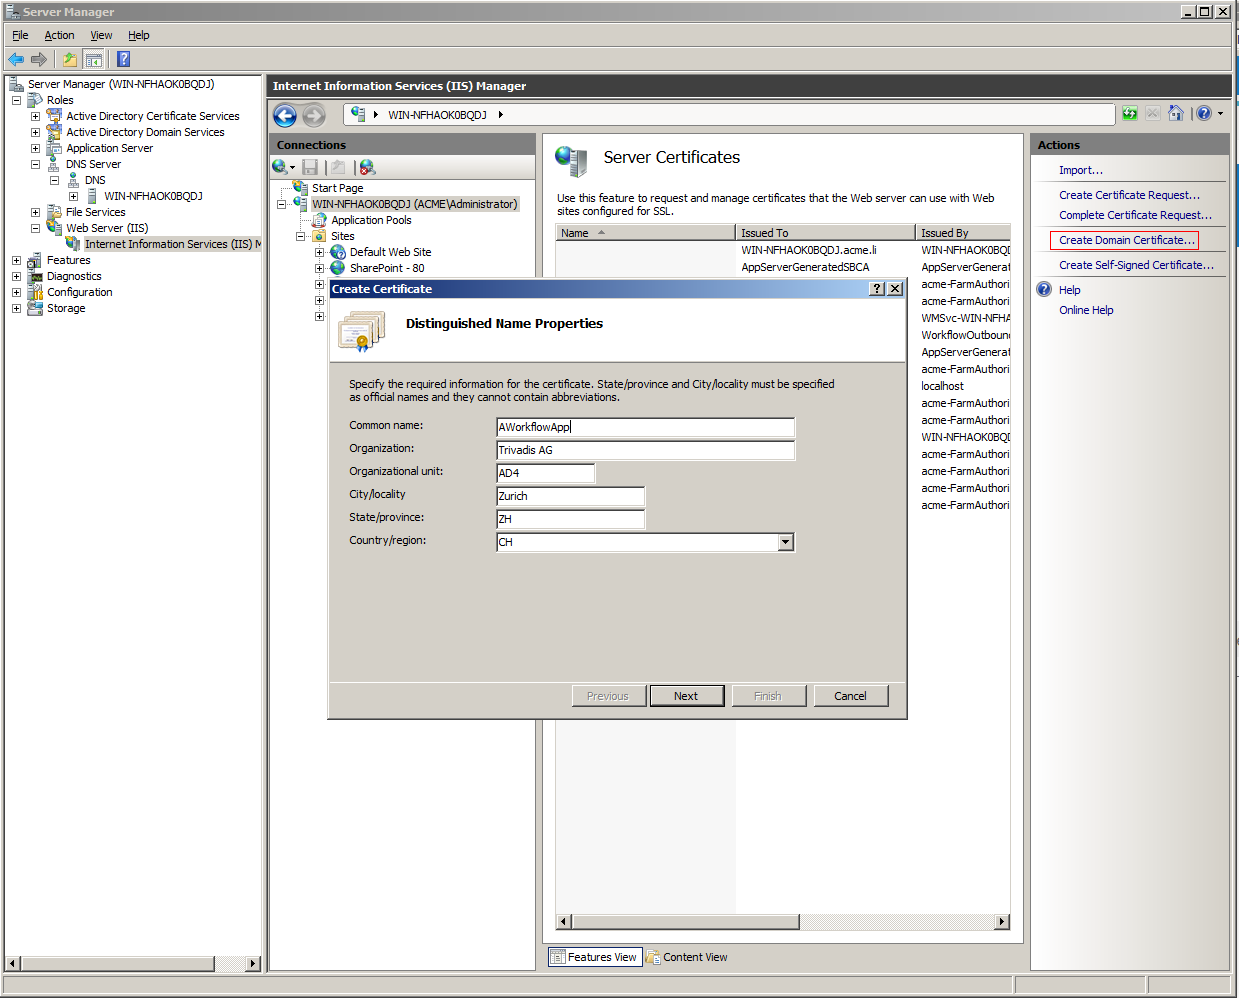 Server Manager
File Action View Help
Server Manager (WIN-NFHAOK0BQDJ)
Roles
Active Directory Certificate Services
Active Directory Domain Services
Application Server
DNS Server
DNS
WIN-NFHAOK0BQDJ
File Services
Web Server (IIS)
Internet Information Services (IIS) M
Features
Diagnostics
Configuration
Storage
Internet Information Services (IIS) Manager
WIN-NFHAOK0BQDJ
Connections
Start Page
WIN-NFHAOK0BQDJ (ACME\Administrator)
Application Pools
Sites
Default Web Site
SharePoint - 80
Server Certificates
Use this feature to request and manage certificates that the Web server can use with Web
sites configured for SSL.
Name Issued To Issued By
WIN-NFHAOK0BQDJ.acme.li WIN-NFHAOK0BQD
AppServerGeneratedSBCA AppServerGenerat
acme-FarmAuthori
acme-FarmAuthori
WMSvc-WIN-NFHA
WorkflowOutboun
AppServerGenerat
acme-FarmAuthori
localhost
acme-FarmAuthori
acme-FarmAuthori
WIN-NFHAOK0BQD
acme-FarmAuthori
acme-FarmAuthori
acme-FarmAuthori
acme-FarmAuthori
Create Certificate
Distinguished Name Properties
Specify the required information for the certificate. State/province and City/locality must be specified
as official names and they cannot contain abbreviations.
Common name: AWorkflowApp
Organization: Trivadis AG
Organizational unit: AD4
City/locality Zurich
State/province: ZH
Country/region: CH
Previous Next Finish Cancel
Features View Content View
Actions
Import...
Create Certificate Request...
Complete Certificate Request...
Create Domain Certificate...
Create Self-Signed Certificate...
Help
Online Help